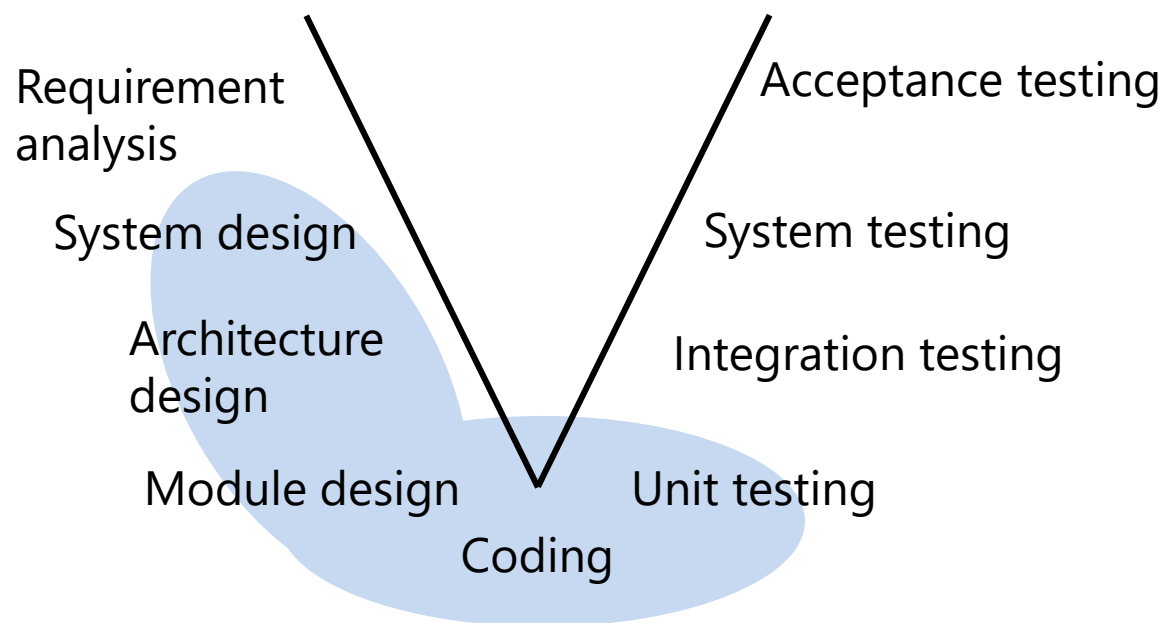 Requirement
analysis
System design
Architecture
design
Module design
Coding
Unit testing
Integration testing
System testing
Acceptance testing